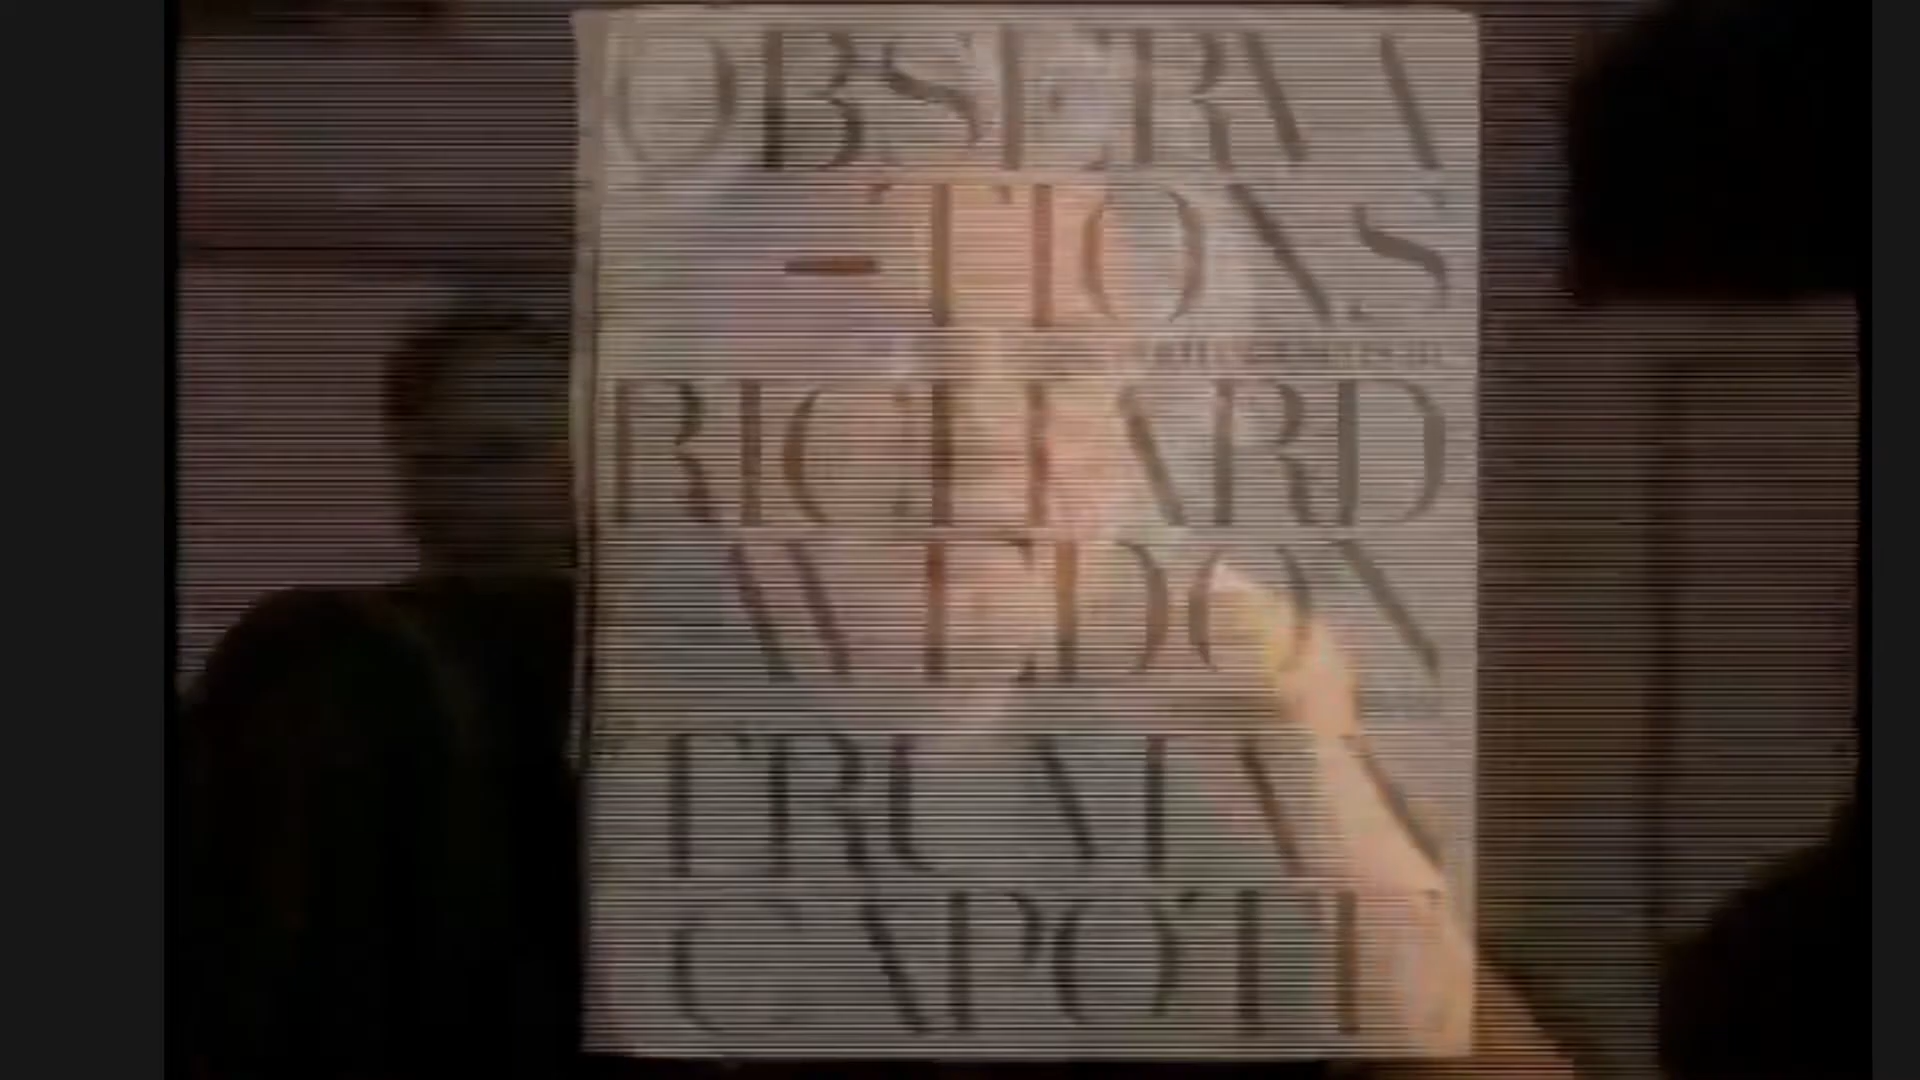 OBSERVA
TIONS
RICHARD
AVEDON
TRUMAN
CAPOTE